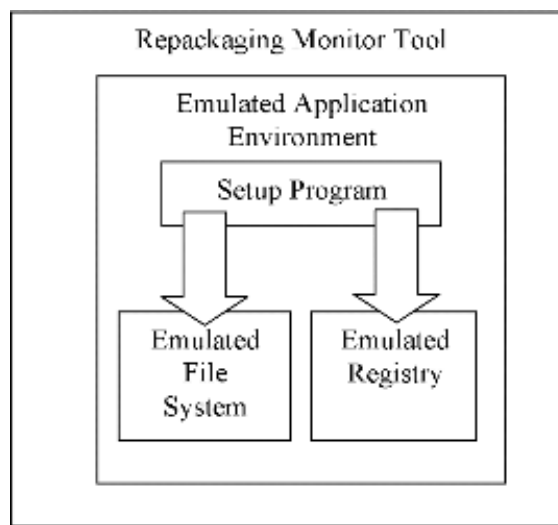 Repackaging Monitor Tool
Emulated Application
Environment
Setup Program
Emulated
File
System
Emulated
Registry